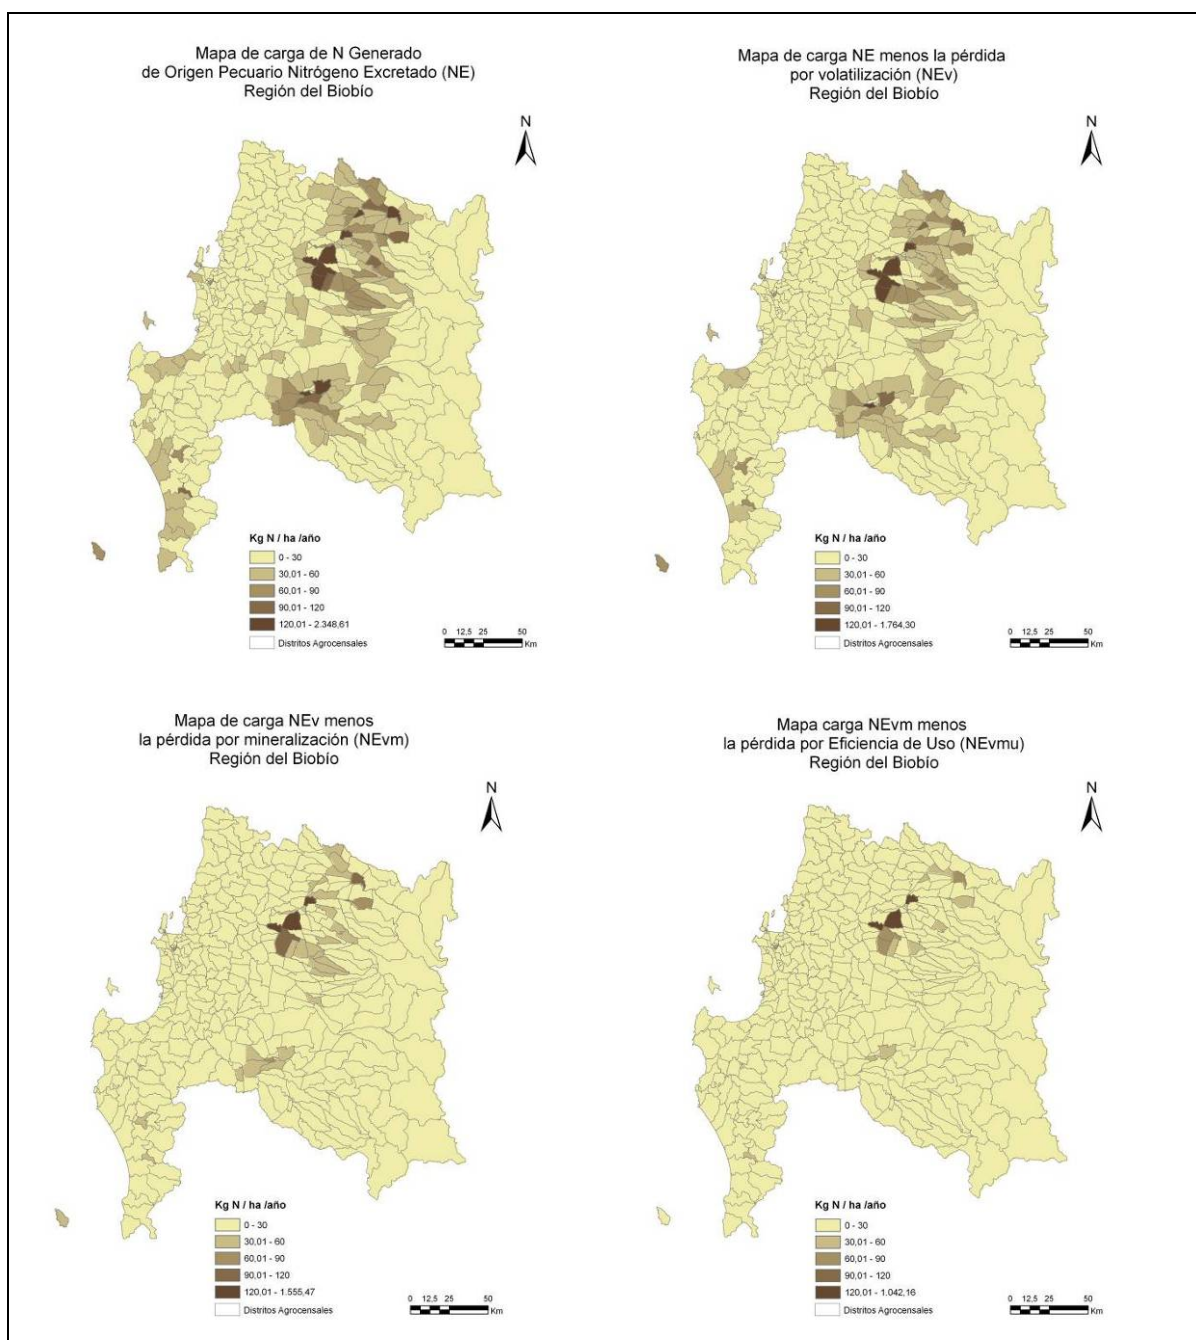 Mapa de carga de N Generado
de Origen Pecuario Nitrógeno Excretado (NE)
Región del Biobío
N
Kg N / ha /año
0 - 30
30,01 - 60
60,01 - 90
90,01 - 120
120,01 - 2.348,61
Distritos Agrocensales
0 12,5 25 50
Km
Mapa de carga NE menos la pérdida
por volatilización (NEv)
Región del Biobío
N
Kg N / ha /año
0 - 30
30,01 - 60
60,01 - 90
90,01 - 120
120,01 - 1.764,30
Distritos Agrocensales
0 12,5 25 50
Km
Mapa de carga NEv menos
la pérdida por mineralización (NEvm)
Región del Biobío
N
Kg N / ha /año
0 - 30
30,01 - 60
60,01 - 90
90,01 - 120
120,01 - 1.555,47
Distritos Agrocensales
0 12,5 25 50
Km
Mapa carga NEvm menos
la pérdida por Eficiencia de Uso (NEvmu)
Región del Biobío
N
Kg N / ha /año
0 - 30
30,01 - 60
60,01 - 90
90,01 - 120
120,01 - 1.042,16
Distritos Agrocensales
0 12,5 25 50
Km